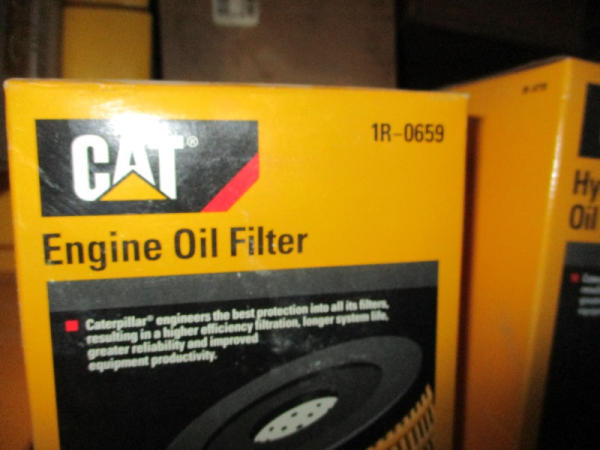 CAT®
1R-0659
Engine Oil Filter
Caterpillar® engineers the best protection into all its filters,
resulting in a higher efficiency filtration, longer system life,
greater reliability and improved
equipment productivity.
Hy
Oil